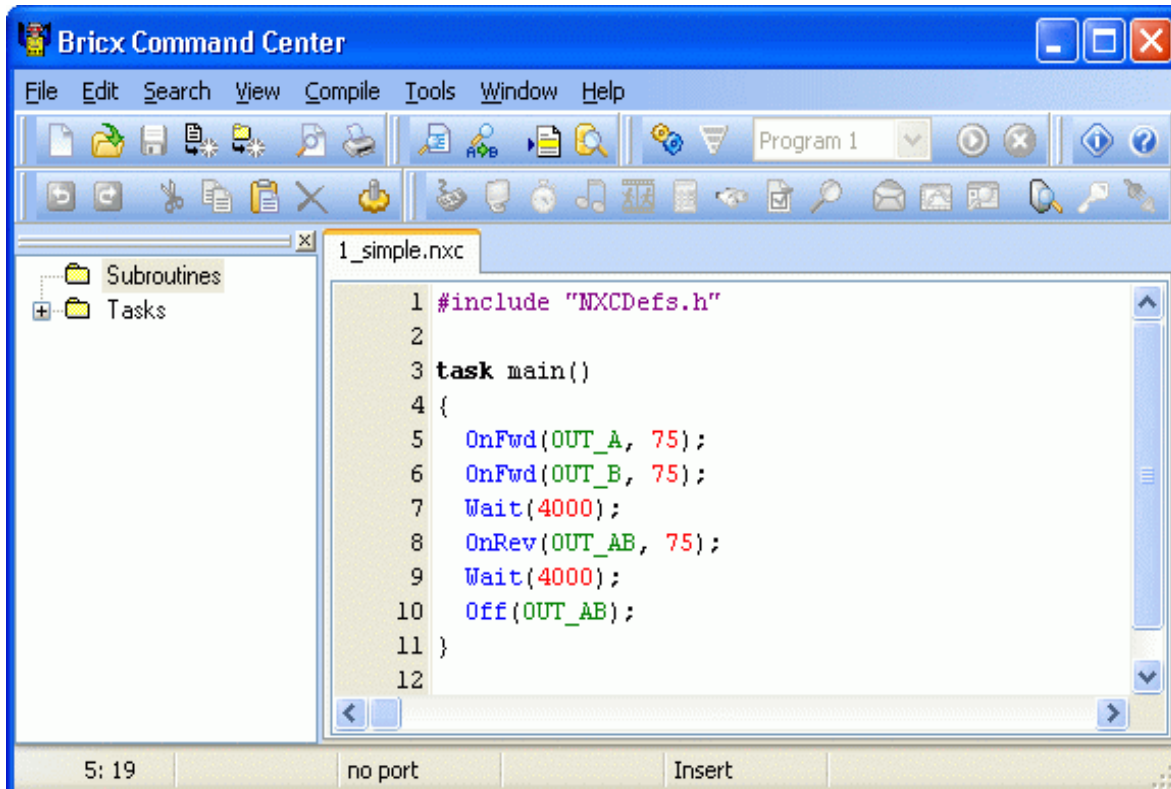 Bricx Command Center
File Edit Search View Compile Tools Window Help
Program 1
Subroutines
Tasks
1_simple.nxc
1 #include "NXCDefs.h"
2
3 task main()
4 {
5   OnFwd(OUT_A, 75);
6   OnFwd(OUT_B, 75);
7   Wait(4000);
8   OnRev(OUT_AB, 75);
9   Wait(4000);
10   Off(OUT_AB);
11 }
12
5: 19 no port Insert